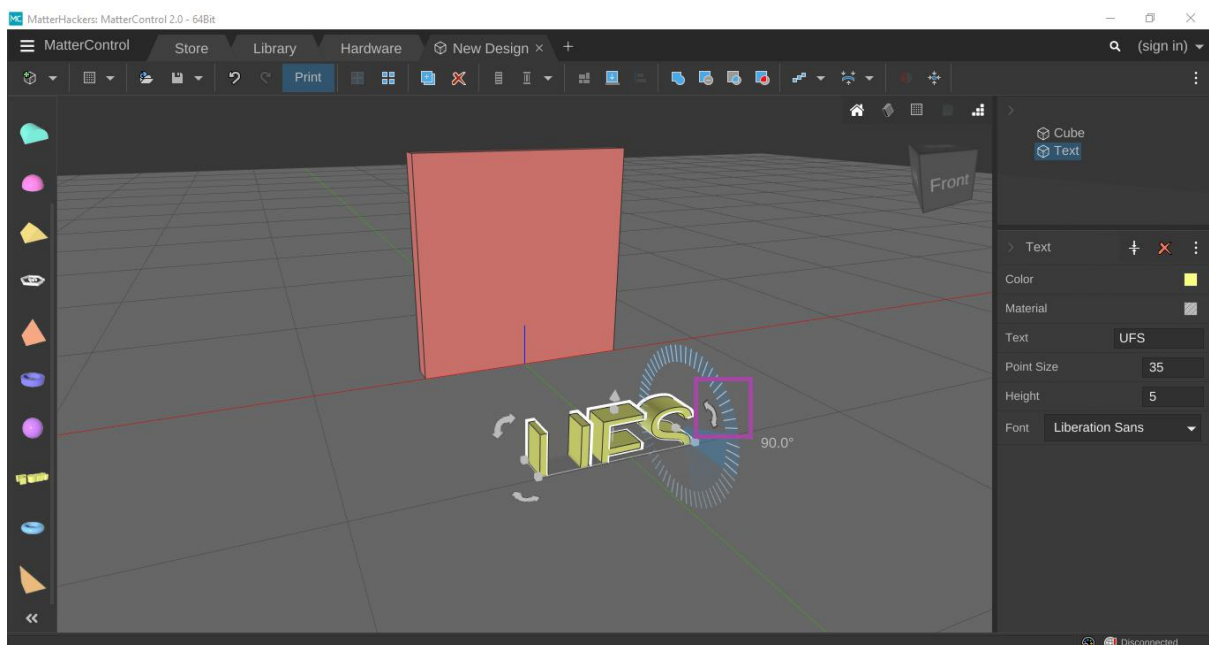 MC MatterHackers: MatterControl 2.0 - 64Bit
MatterControl Store Library Hardware New Design × + (sign in)
Print
Cube
Text
Front
Text
Color
Material
Text UFS
Point Size 35
Height 5
Font Liberation Sans
UFS
90.0°
Disconnected